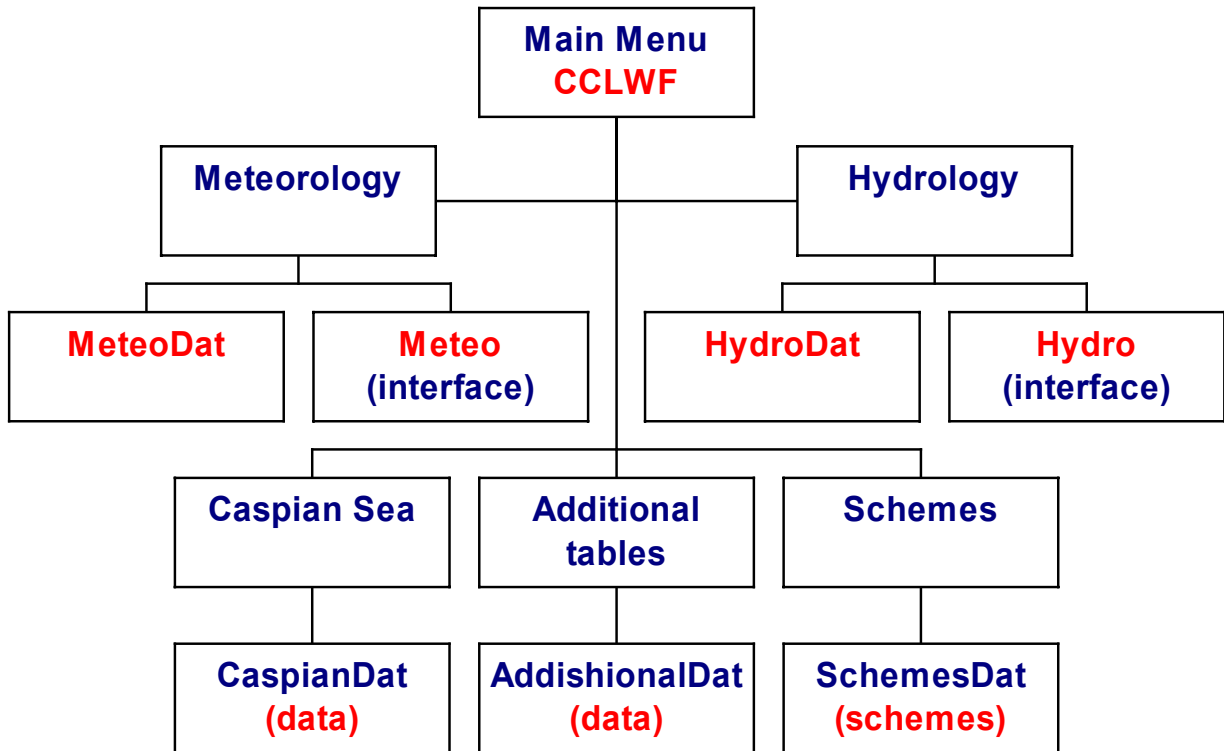 Main Menu
CCLWF
Meteorology
Hydrology
MeteoDat
Meteo
(interface)
HydroDat
Hydro
(interface)
Caspian Sea
Additional
tables
Schemes
CaspianDat
(data)
AddishionalDat
(data)
SchemesDat
(schemes)